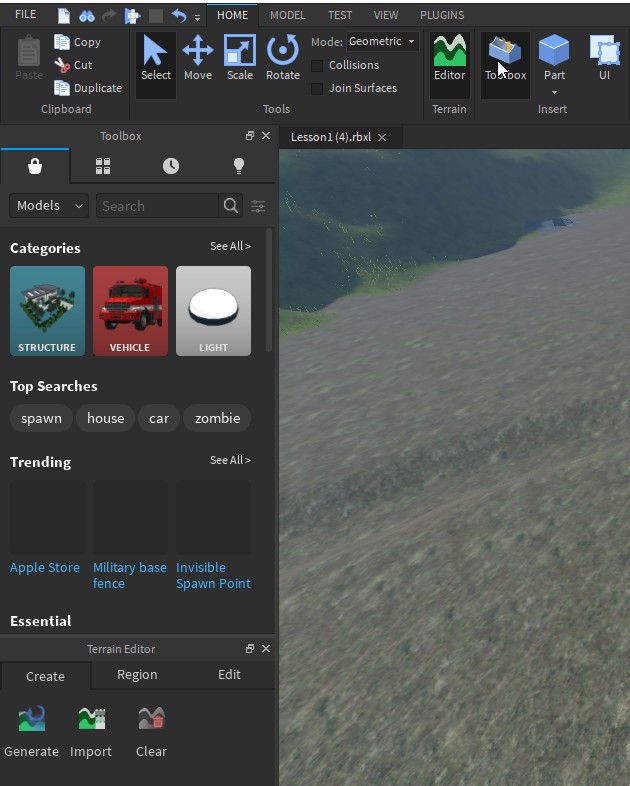 FILE HOME MODEL TEST VIEW PLUGINS
Paste
Copy
Cut
Duplicate
Clipboard
Select Move Scale Rotate
Mode: Geometric
Collisions
Join Surfaces
Tools
Editor
Terrain
Toolbox Part UI
Insert
Toolbox
Lesson1 (4).rbxl
Models Search
Categories See All >
STRUCTURE VEHICLE LIGHT
Top Searches
spawn house car zombie
Trending See All >
Apple Store
Military base
fence
Invisible
Spawn Point
Essential
Terrain Editor
Create Region Edit
Generate Import Clear